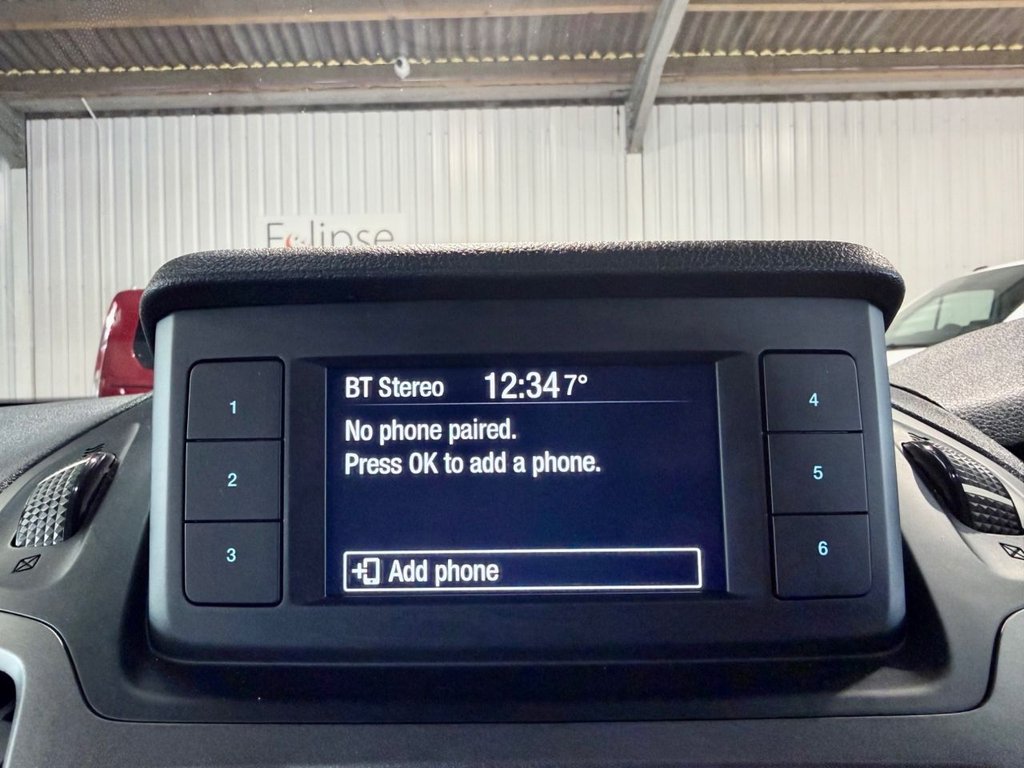 Eclipse
BT Stereo 12:34 7°
No phone paired.
Press OK to add a phone.
Add phone
1
2
3
4
5
6